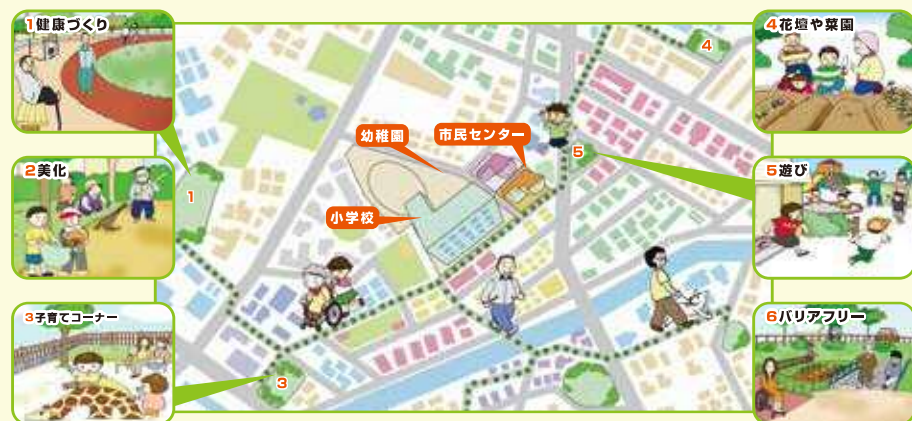 1健康づくり
2美化
3子育てコーナー
4花壇や菜園
5遊び
6バリアフリー
幼稚園
市民センター
小学校
1
3
4
5